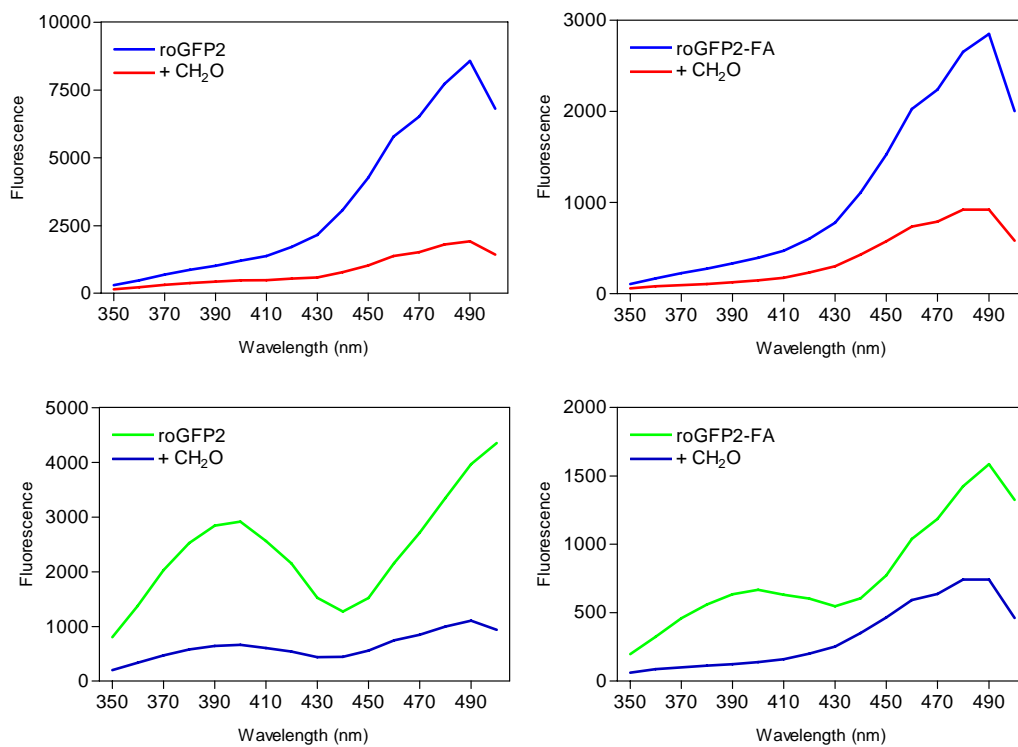 10000
7500
5000
2500
0
Fluorescence
roGFP2
+ CH₂O
350 370 390 410 430 450 470 490
Wavelength (nm)
3000
2000
1000
0
Fluorescence
roGFP2-FA
+ CH₂O
350 370 390 410 430 450 470 490
Wavelength (nm)
5000
4000
3000
2000
1000
0
Fluorescence
roGFP2
+ CH₂O
350 370 390 410 430 450 470 490
Wavelength (nm)
2000
1500
1000
500
0
Fluorescence
roGFP2-FA
+ CH₂O
350 370 390 410 430 450 470 490
Wavelength (nm)